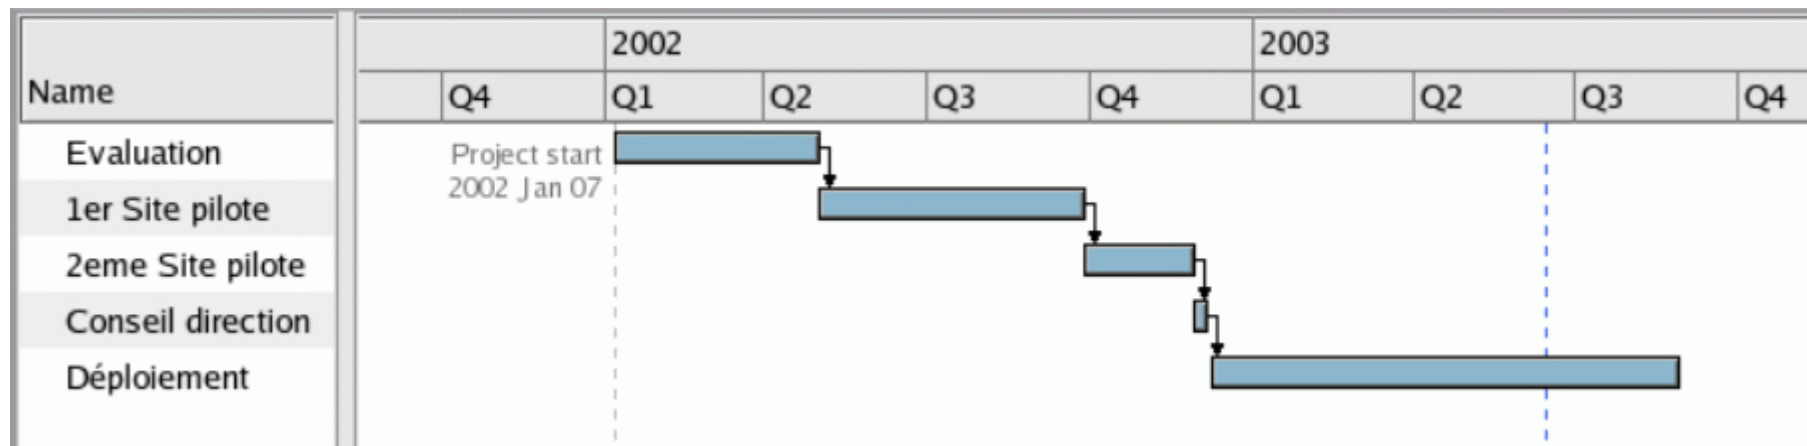 2002 2003
Name Q4 Q1 Q2 Q3 Q4 Q1 Q2 Q3 Q4
Evaluation
Project start
2002 Jan 07
1er Site pilote
2eme Site pilote
Conseil direction
Déploiement